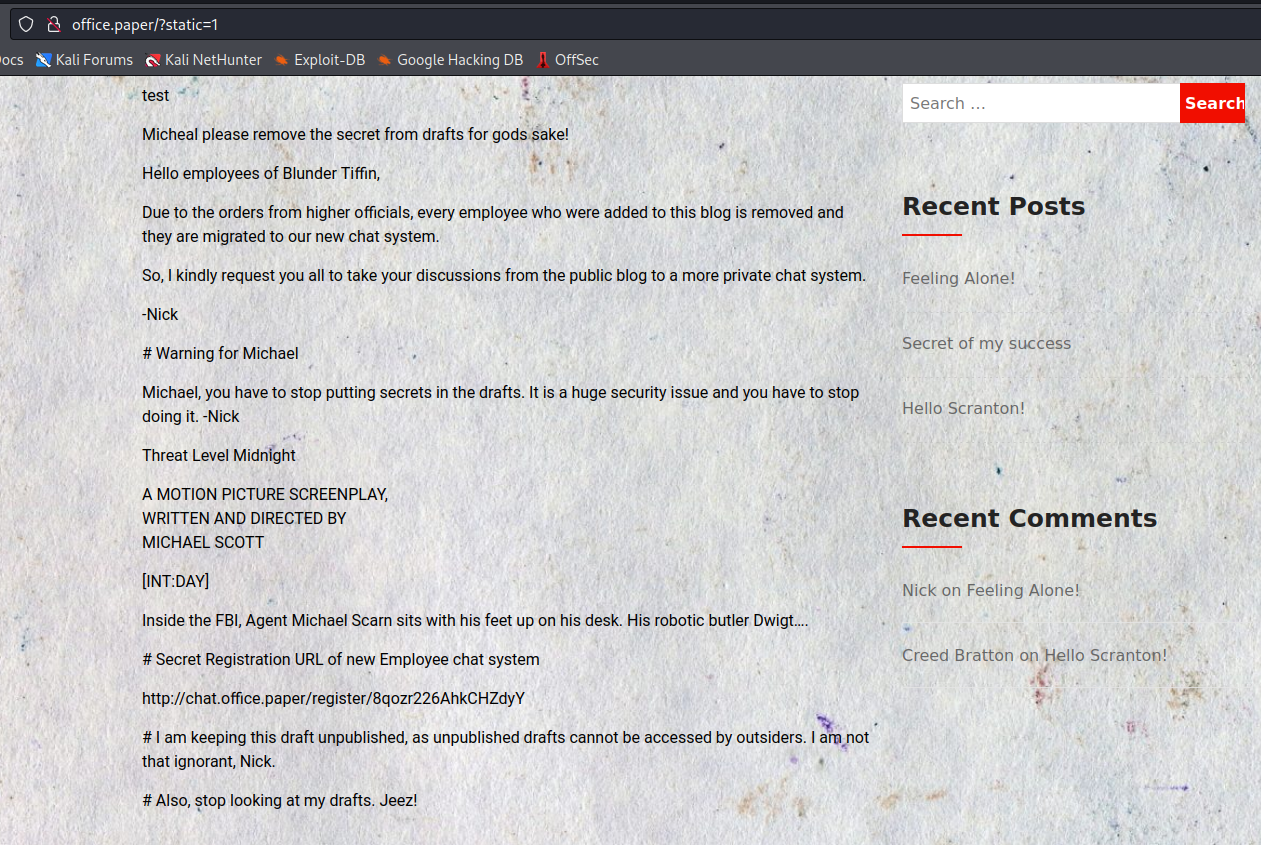 office.paper/?static=1
ocs Kali Forums Kali NetHunter Exploit-DB Google Hacking DB OffSec
test
Micheal please remove the secret from drafts for gods sake!
Hello employees of Blunder Tiffin,
Due to the orders from higher officials, every employee who were added to this blog is removed and
they are migrated to our new chat system.
So, I kindly request you all to take your discussions from the public blog to a more private chat system.
-Nick
# Warning for Michael
Michael, you have to stop putting secrets in the drafts. It is a huge security issue and you have to stop
doing it. -Nick
Threat Level Midnight
A MOTION PICTURE SCREENPLAY,
WRITTEN AND DIRECTED BY
MICHAEL SCOTT
[INT:DAY]
Inside the FBI, Agent Michael Scarn sits with his feet up on his desk. His robotic butler Dwigt….
# Secret Registration URL of new Employee chat system
http://chat.office.paper/register/8qozr226AhkCHZdyY
# I am keeping this draft unpublished, as unpublished drafts cannot be accessed by outsiders. I am not
that ignorant, Nick.
# Also, stop looking at my drafts. Jeez!
Search …
Search
Recent Posts
Feeling Alone!
Secret of my success
Hello Scranton!
Recent Comments
Nick on Feeling Alone!
Creed Bratton on Hello Scranton!